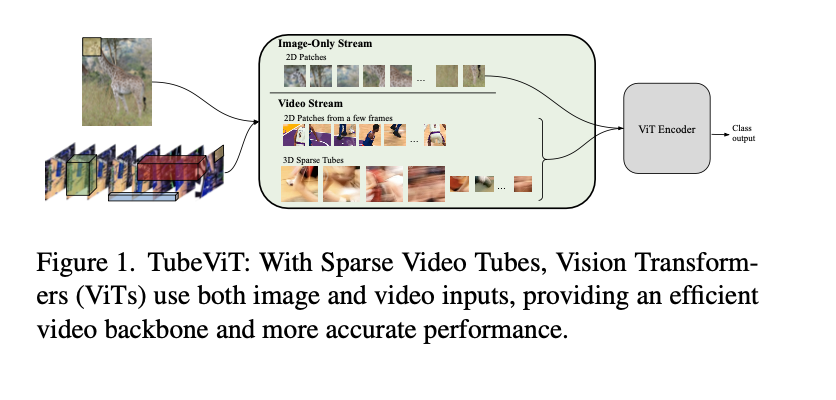 Image-Only Stream
2D Patches
...
Video Stream
2D Patches from a few frames
...
3D Sparse Tubes
...
ViT Encoder
Class
output
Figure 1. TubeViT: With Sparse Video Tubes, Vision Transform-
ers (ViTs) use both image and video inputs, providing an efficient
video backbone and more accurate performance.